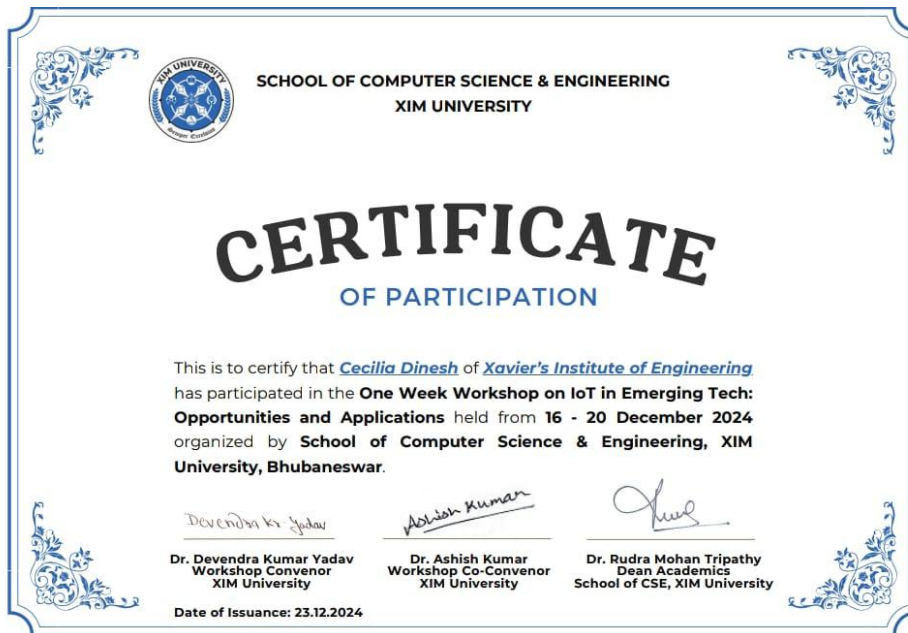 XIM UNIVERSITY
Semper Excelsius
SCHOOL OF COMPUTER SCIENCE & ENGINEERING
XIM UNIVERSITY
CERTIFICATE
OF PARTICIPATION
This is to certify that Cecilia Dinesh of Xavier’s Institute of Engineering
has participated in the One Week Workshop on IoT in Emerging Tech:
Opportunities and Applications held from 16 - 20 December 2024
organized by School of Computer Science & Engineering, XIM
University, Bhubaneswar.
Devendra Kr. Yadav
Ashish Kumar
Dr. Devendra Kumar Yadav
Workshop Convenor
XIM University
Dr. Ashish Kumar
Workshop Co-Convenor
XIM University
Dr. Rudra Mohan Tripathy
Dean Academics
School of CSE, XIM University
Date of Issuance: 23.12.2024